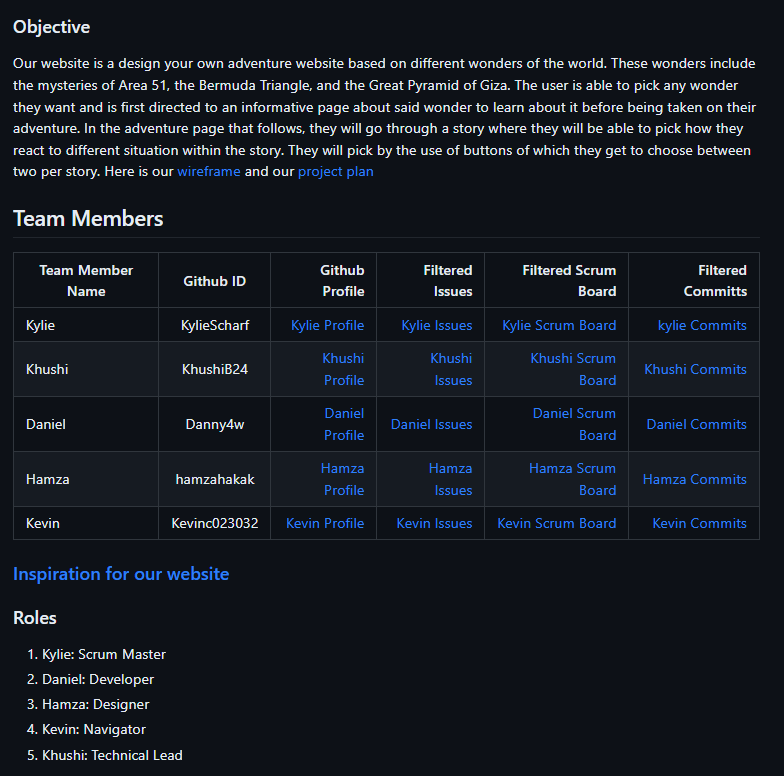 Objective
Our website is a design your own adventure website based on different wonders of the world. These wonders include
the mysteries of Area 51, the Bermuda Triangle, and the Great Pyramid of Giza. The user is able to pick any wonder
they want and is first directed to an informative page about said wonder to learn about it before being taken on their
adventure. In the adventure page that follows, they will go through a story where they will be able to pick how they
react to different situation within the story. They will pick by the use of buttons of which they get to choose between
two per story. Here is our wireframe and our project plan
Team Members
Team Member Name Github ID Github Profile Filtered Issues Filtered Scrum Board Filtered Committs
Kylie KylieScharf Kylie Profile Kylie Issues Kylie Scrum Board kylie Commits
Khushi KhushiB24 Khushi Profile Khushi Issues Khushi Scrum Board Khushi Commits
Daniel Danny4w Daniel Profile Daniel Issues Daniel Scrum Board Daniel Commits
Hamza hamzahakak Hamza Profile Hamza Issues Hamza Scrum Board Hamza Commits
Kevin Kevinc023032 Kevin Profile Kevin Issues Kevin Scrum Board Kevin Commits
Inspiration for our website
Roles
1. Kylie: Scrum Master
2. Daniel: Developer
3. Hamza: Designer
4. Kevin: Navigator
5. Khushi: Technical Lead